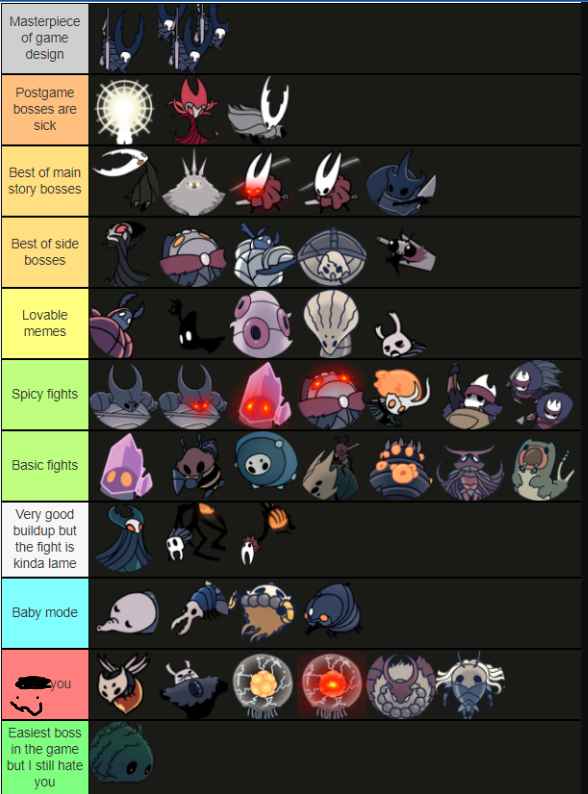 Masterpiece
of game
design
Postgame
bosses are
sick
Best of main
story bosses
Best of side
bosses
Lovable
memes
Spicy fights
Basic fights
Very good
buildup but
the fight is
kinda lame
Baby mode
you
Easiest boss
in the game
but I still hate
you